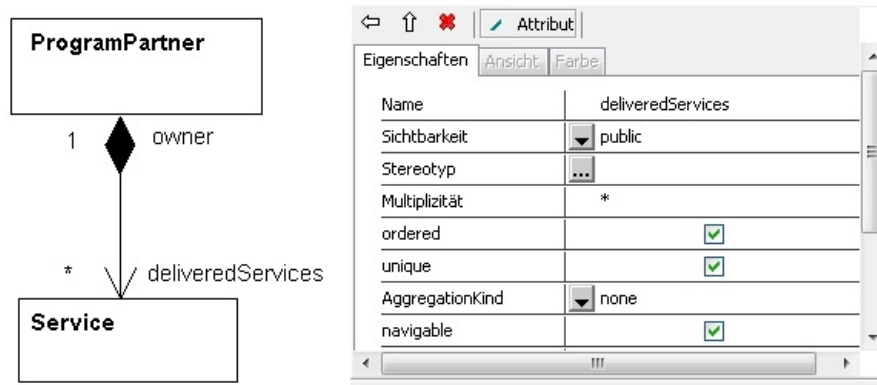 ProgramPartner
1
owner
*
deliveredServices
Service
Attribut
Eigenschaften Ansicht Farbe
Name deliveredServices
Sichtbarkeit public
Stereotyp ...
Multiplizität *
ordered
unique
AggregationKind none
navigable